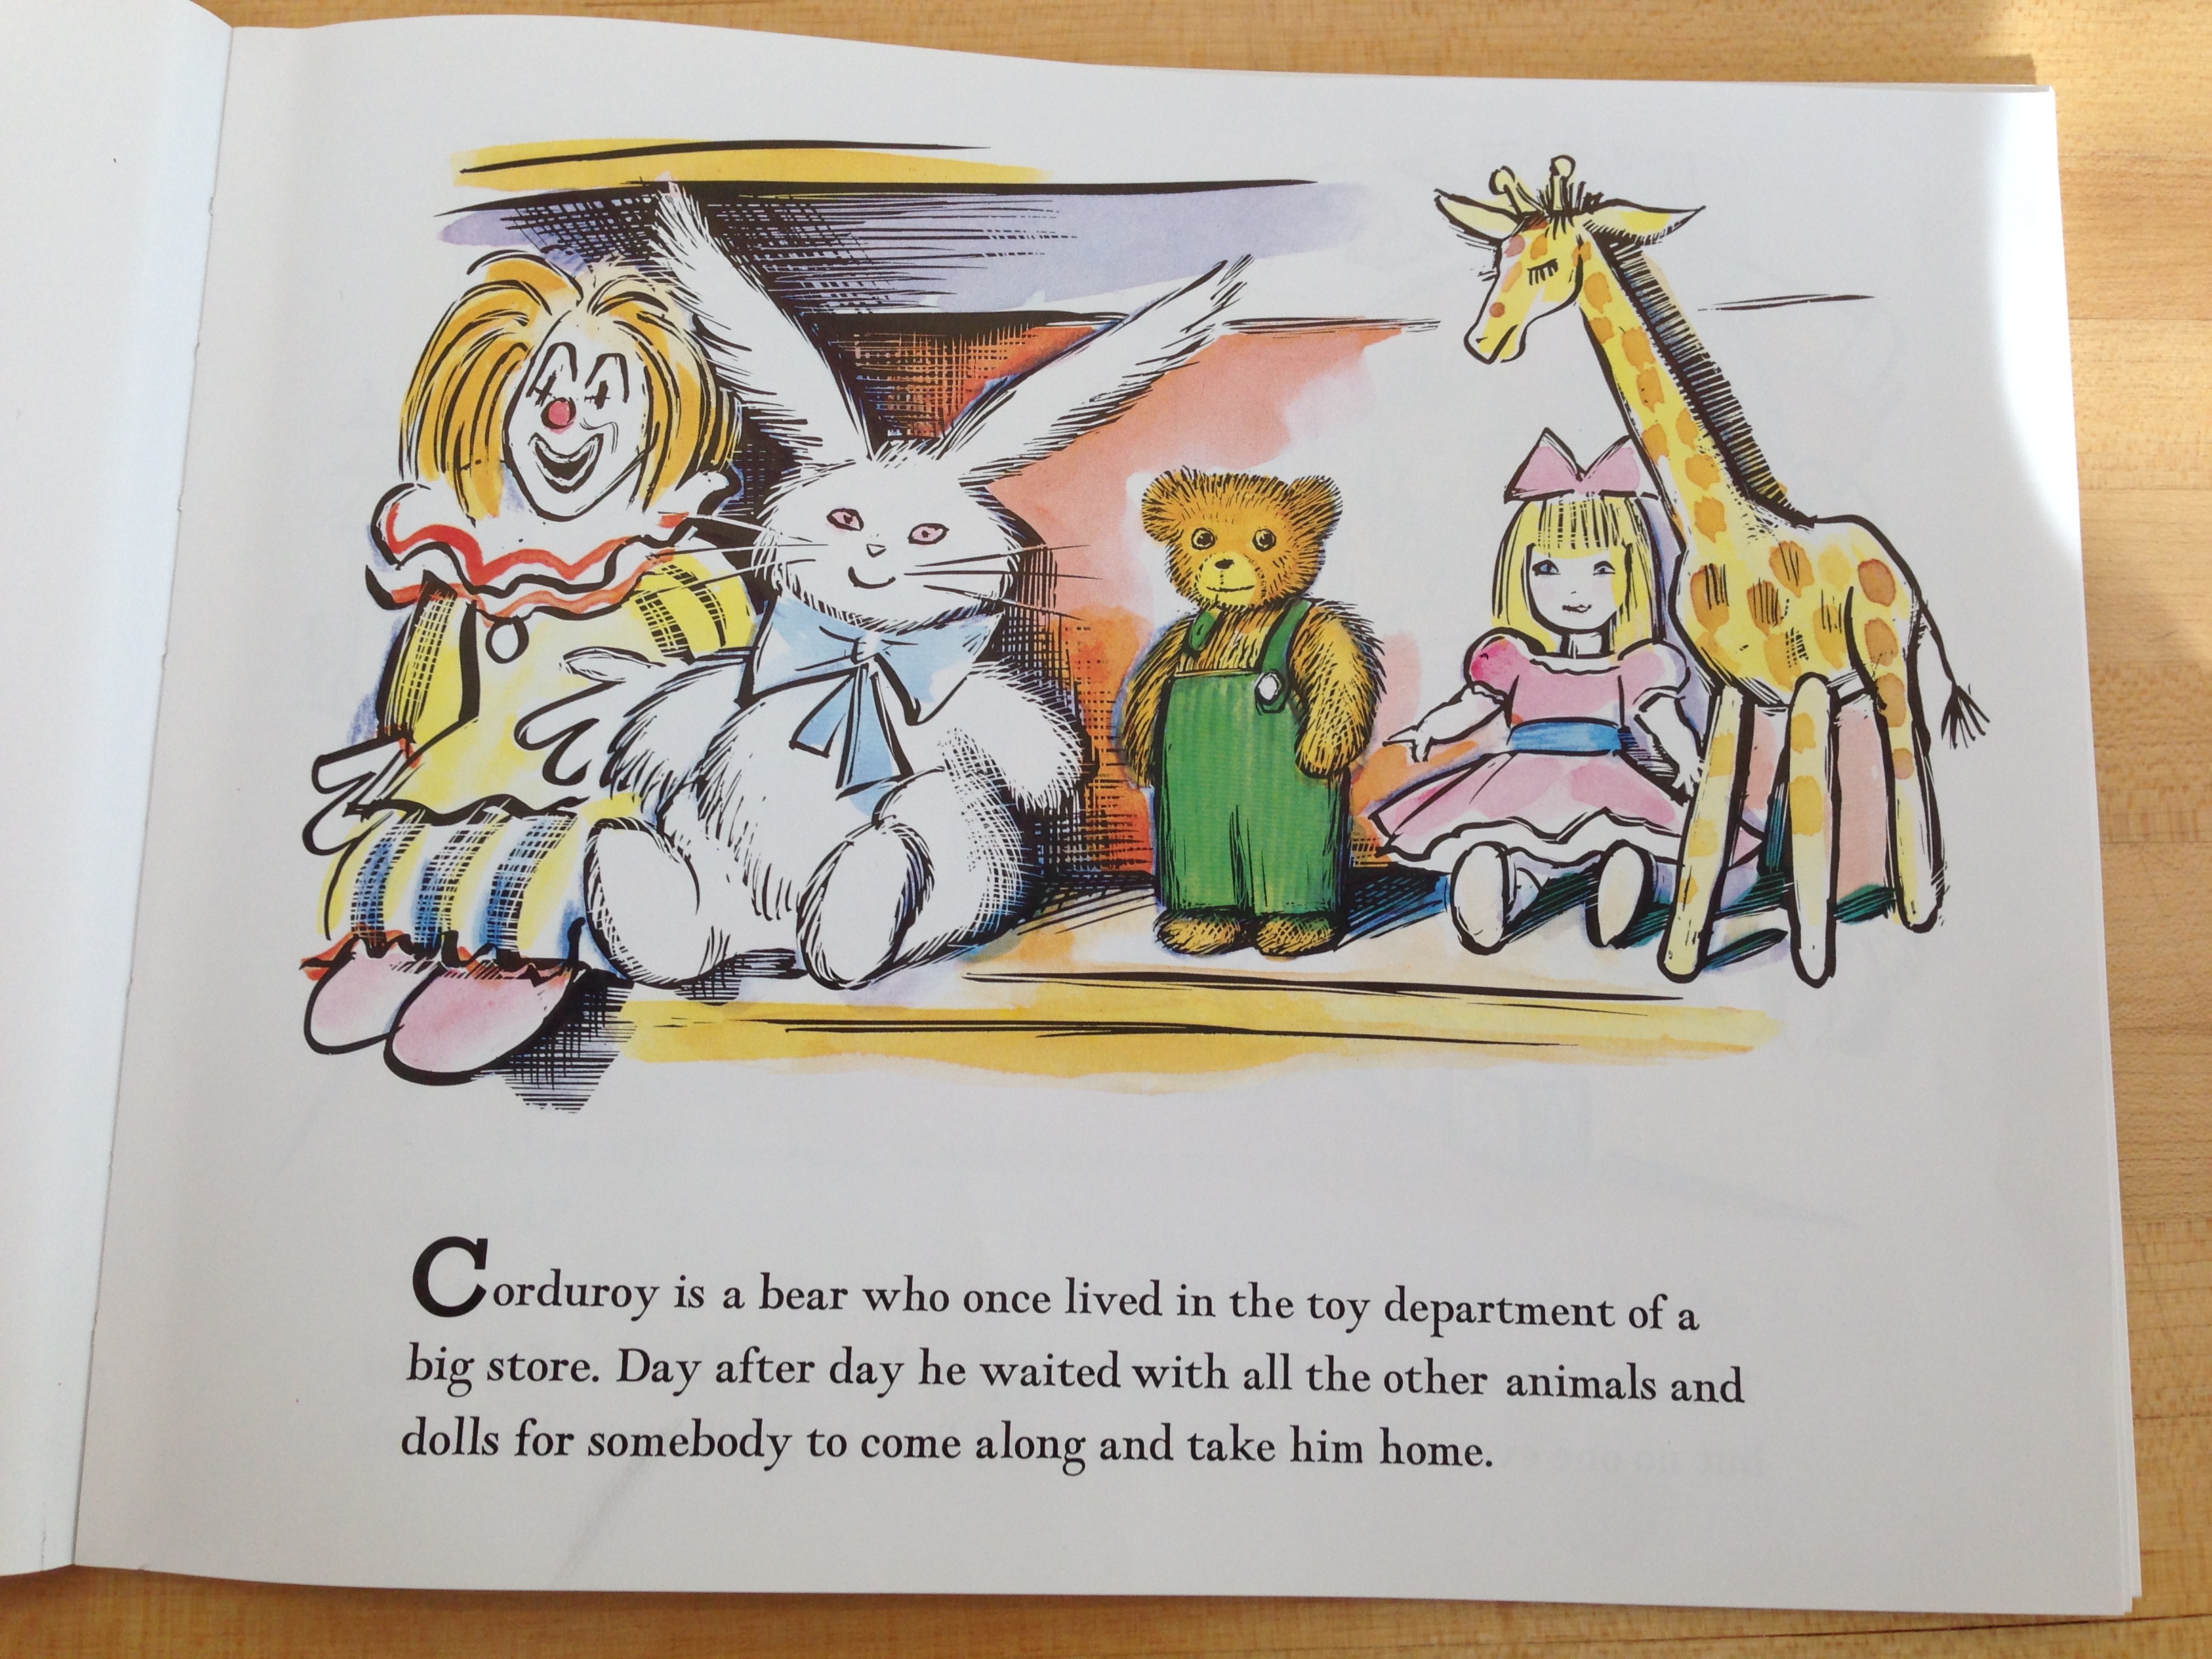 Corduroy is a bear who once lived in the toy department of a
big store. Day after day he waited with all the other animals and
dolls for somebody to come along and take him home.